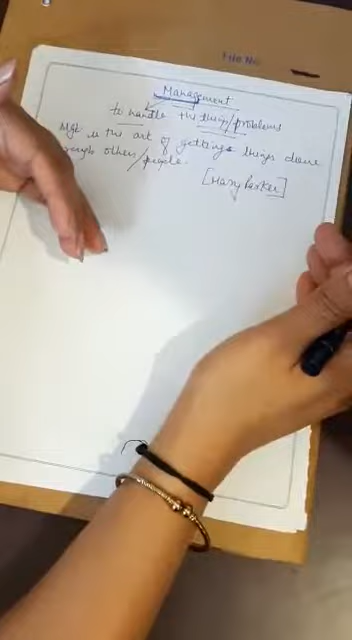 File No.
Management
to handle the things/problems
Mgt is the art of getting things done
through others/people.
[Mary Parker]